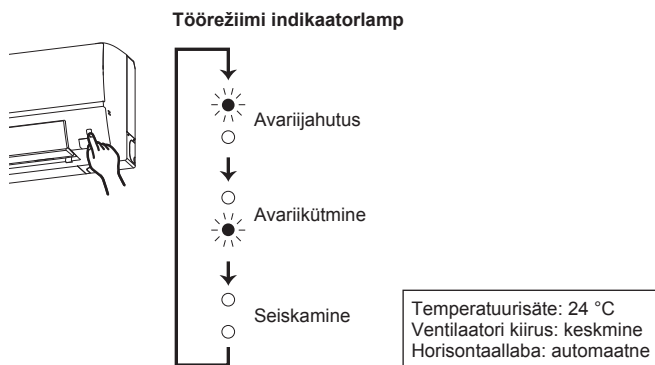 Töörežiimi indikaatorlamp
Avariijahutus
Avariikütmine
Seiskamine
Temperatuurisäte: 24 °C
Ventilaatori kiirus: keskmine
Horisontaallaba: automaatne